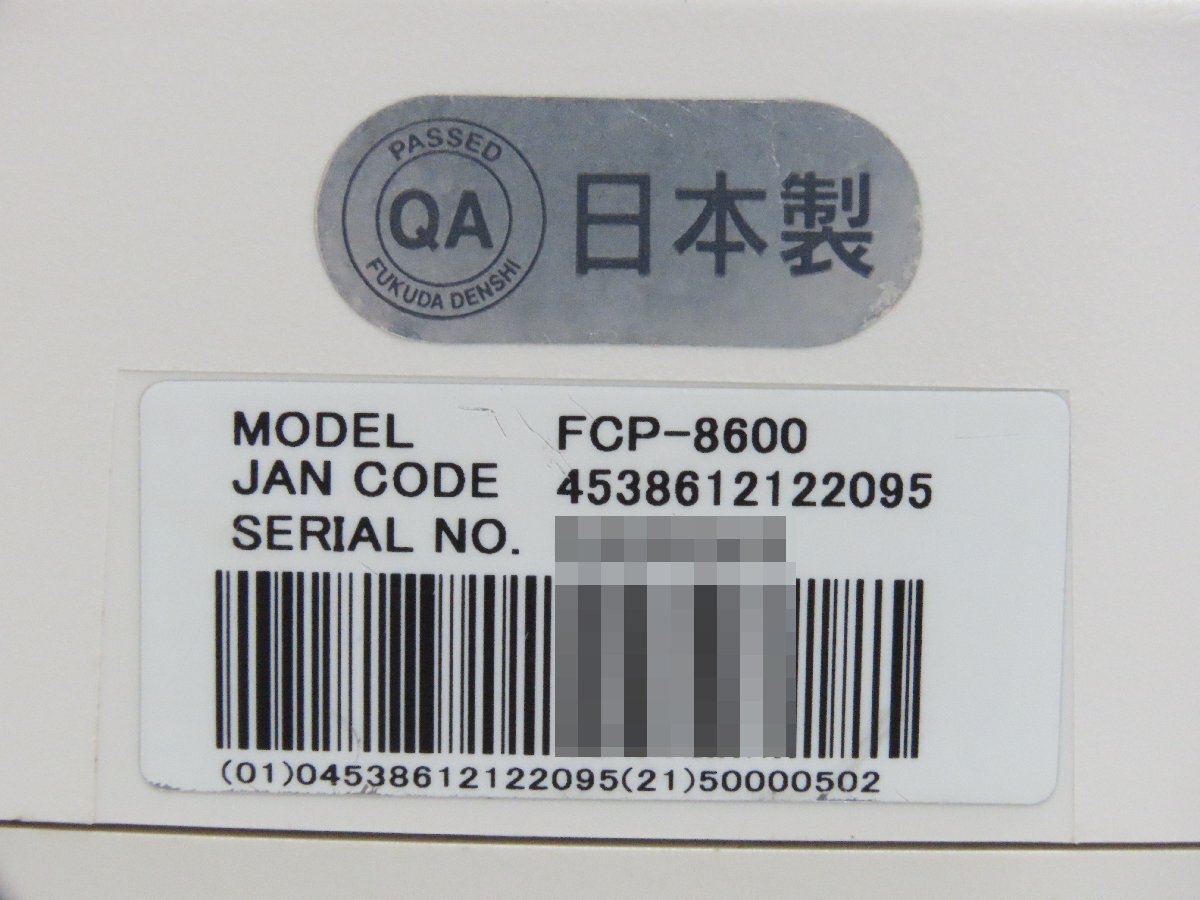 PASSED
QA
FUKUDA DENSHI
日本製
MODEL FCP-8600
JAN CODE 4538612122095
SERIAL NO.
(01)04538612122095(21)50000502